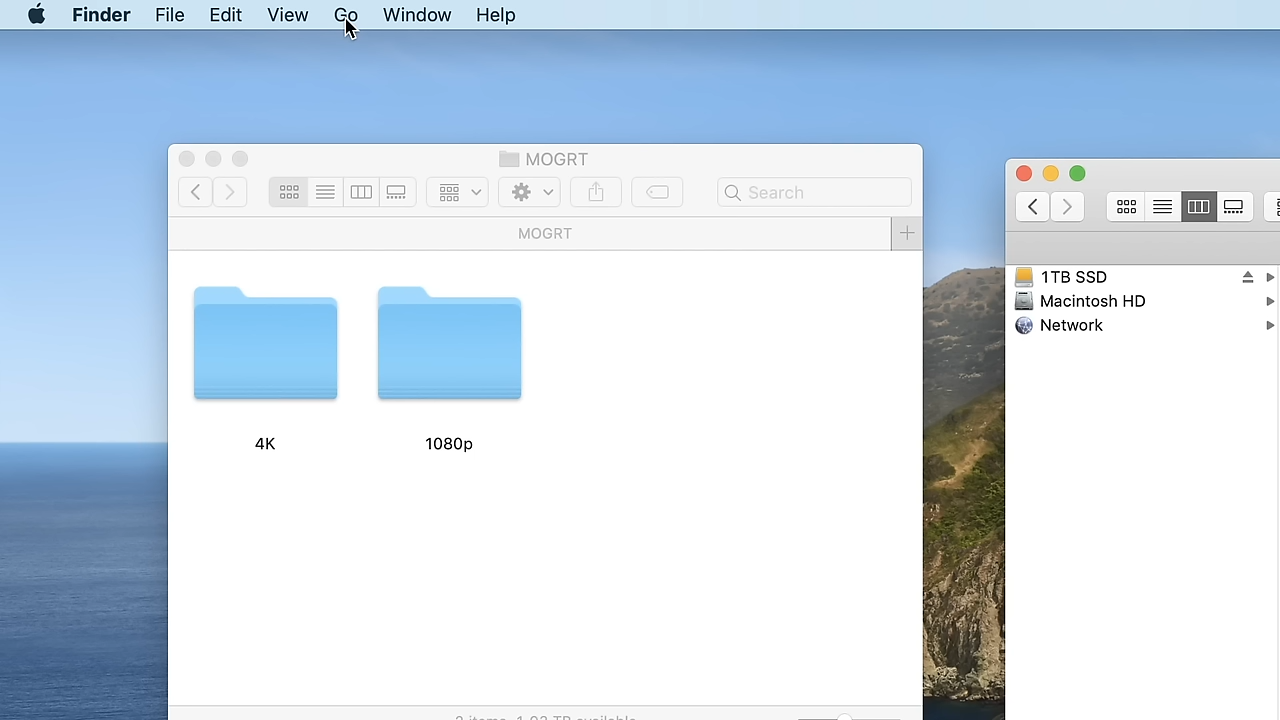 Finder File Edit View Go Window Help
MOGRT
Search
MOGRT
4K 1080p
1TB SSD
Macintosh HD
Network